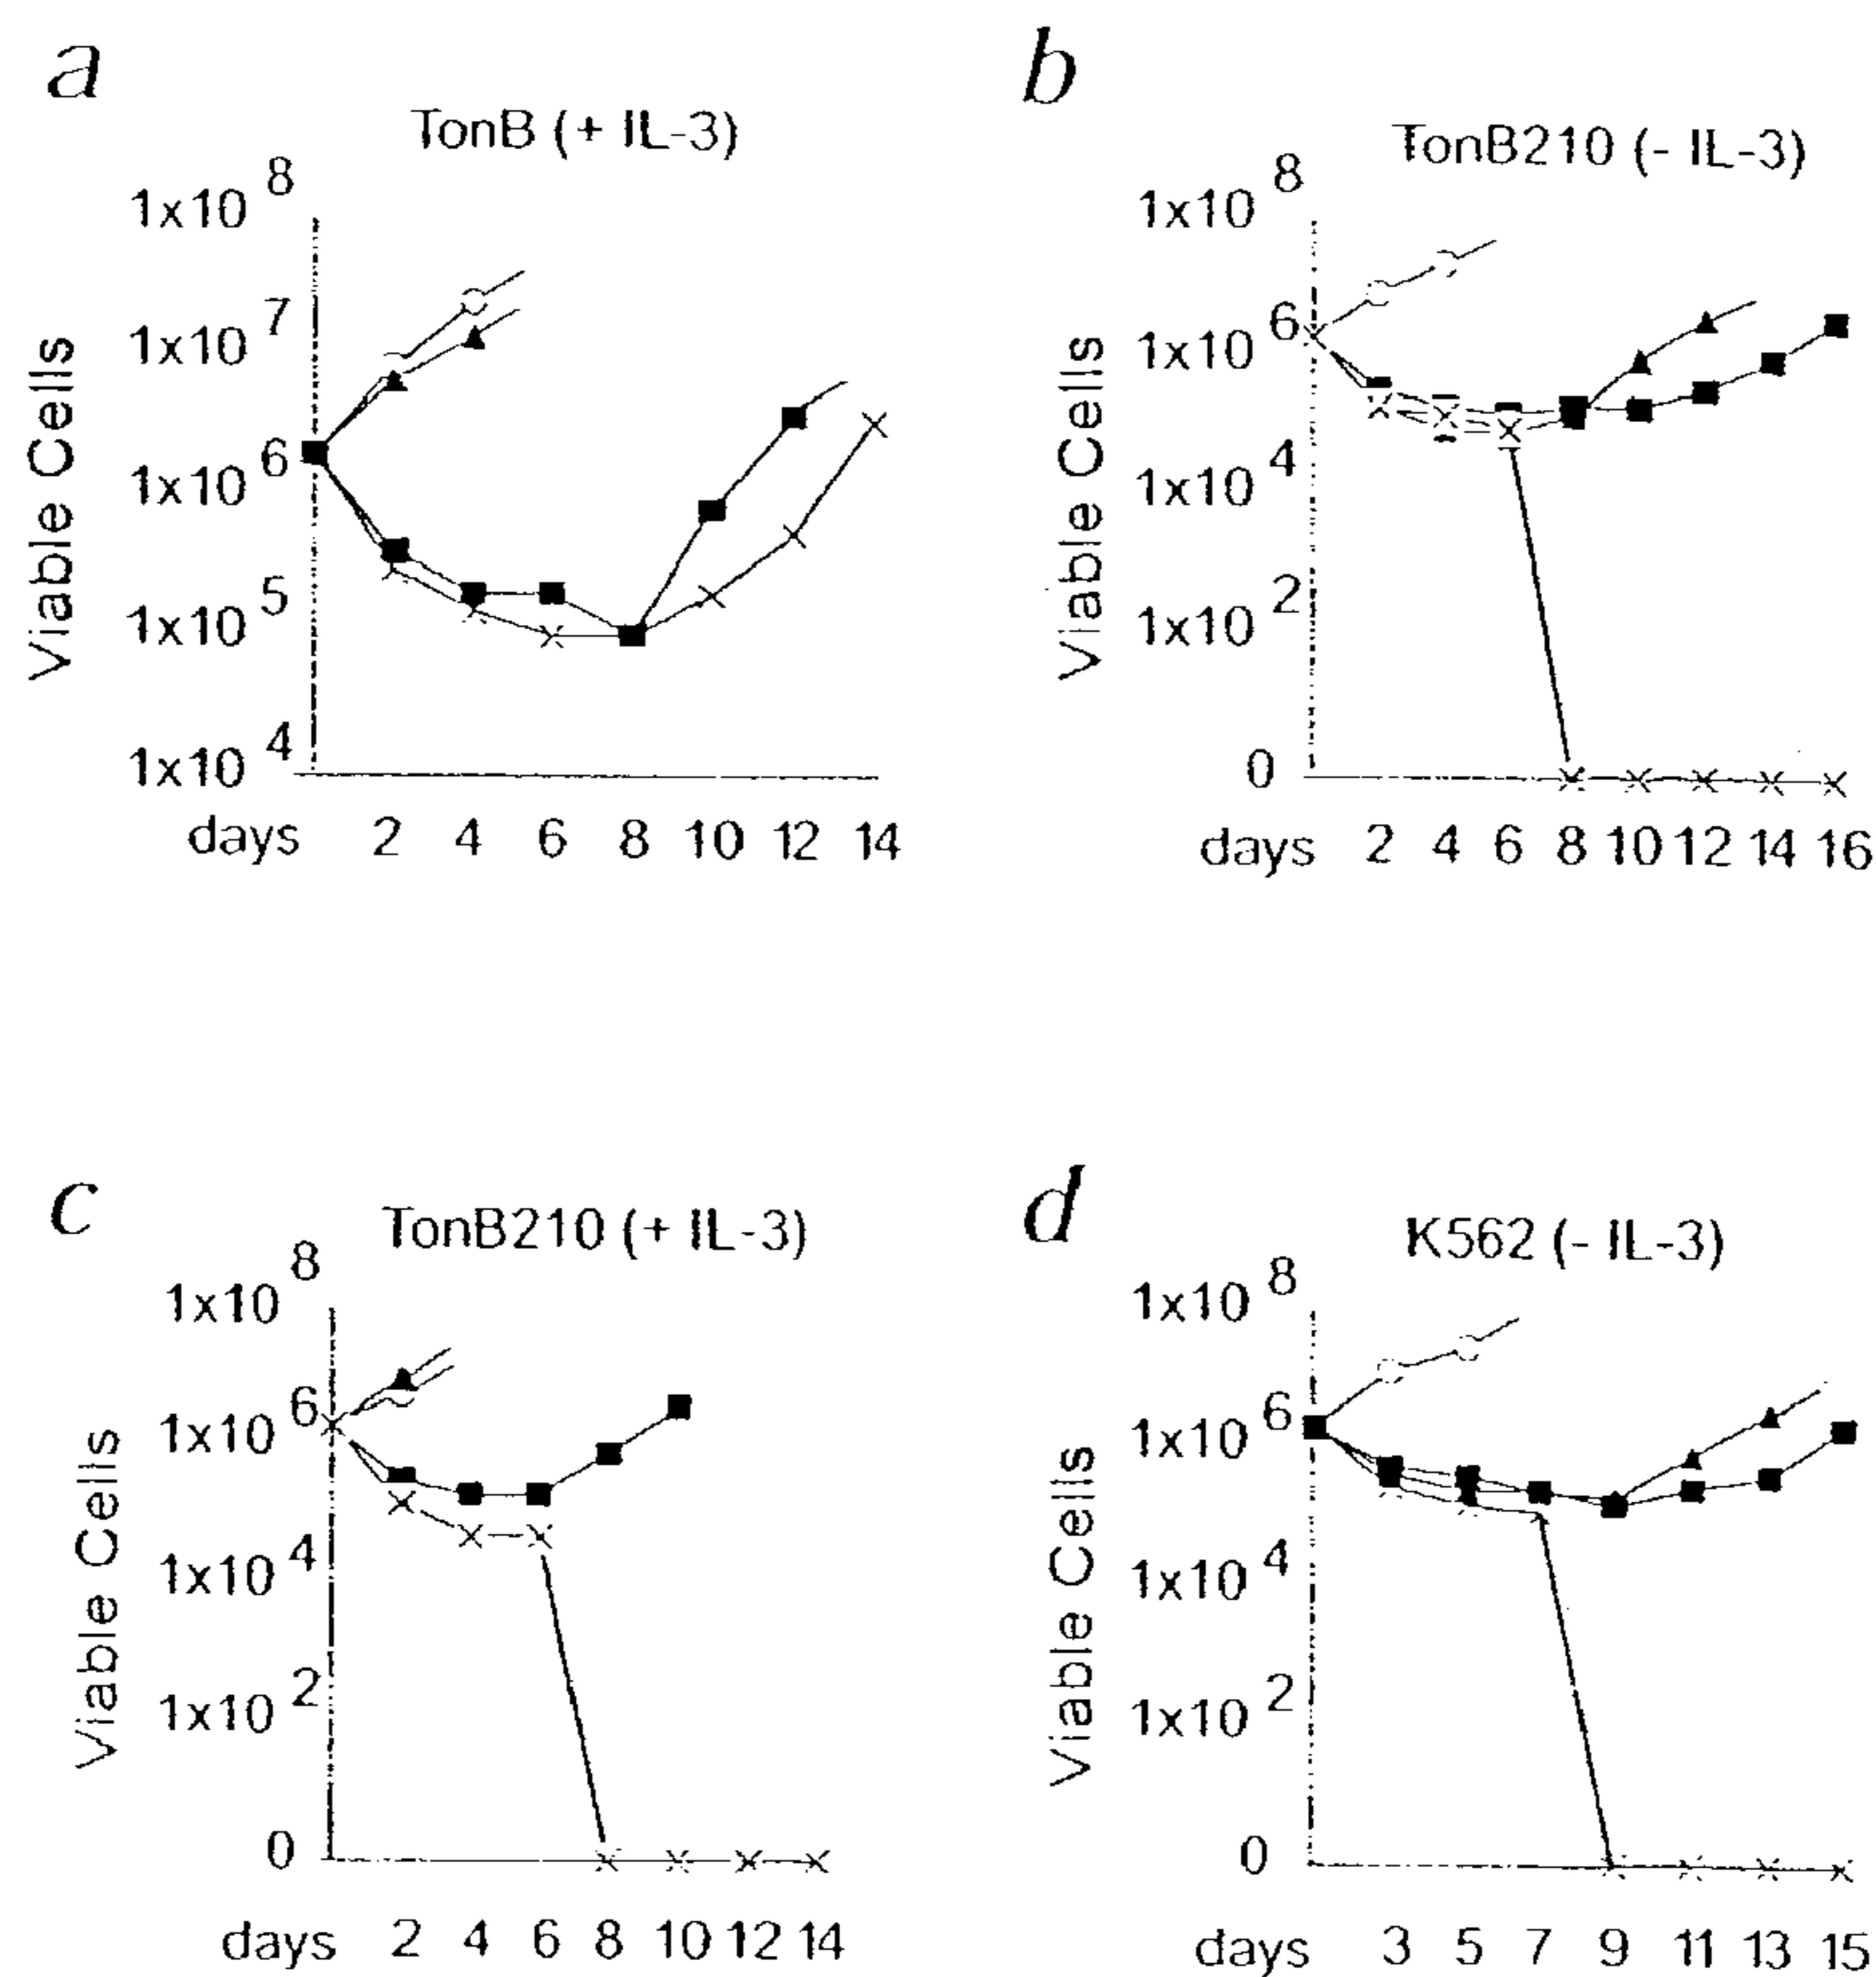 a
TonB (+ IL-3)
Viable Cells
1x10 8
1x10 7
1x10 6
1x10 5
1x10 4
days 2 4 6 8 10 12 14
b
TonB210 (- IL-3)
Viable Cells
1x10 8
1x10 6
1x10 4
1x10 2
0
days 2 4 6 8 10 12 14 16
c
TonB210 (+ IL-3)
Viable Cells
1x10 8
1x10 6
1x10 4
1x10 2
0
days 2 4 6 8 10 12 14
d
K562 (- IL-3)
Viable Cells
1x10 8
1x10 6
1x10 4
1x10 2
0
days 3 5 7 9 11 13 15